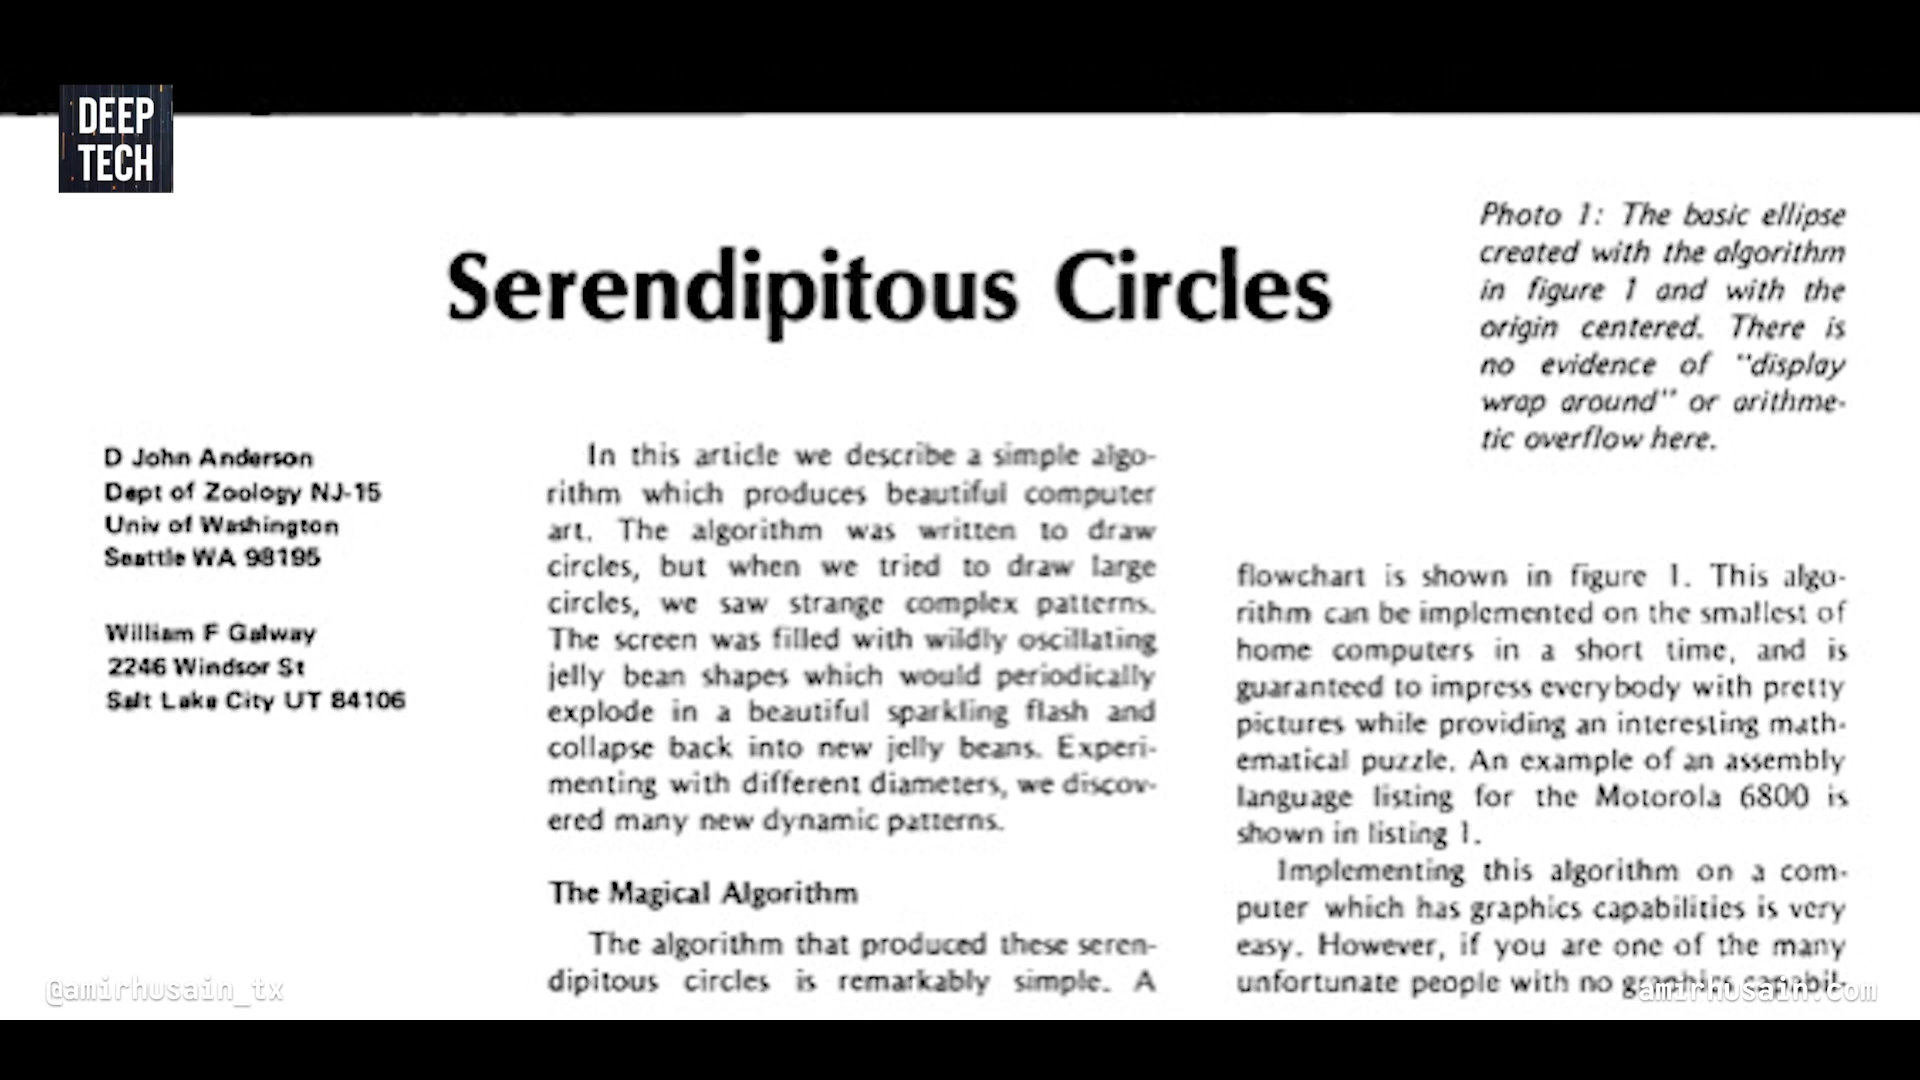 DEEP
TECH
Serendipitous Circles
Photo 1: The basic ellipse
created with the algorithm
in figure 1 and with the
origin centered. There is
no evidence of "display
wrap around" or arithme-
tic overflow here.
D John Anderson
Dept of Zoology NJ-15
Univ of Washington
Seattle WA 98195
William F Galway
2246 Windsor St
Salt Lake City UT 84106
In this article we describe a simple algo-
rithm which produces beautiful computer
art. The algorithm was written to draw
circles, but when we tried to draw large
circles, we saw strange complex patterns.
The screen was filled with wildly oscillating
jelly bean shapes which would periodically
explode in a beautiful sparkling flash and
collapse back into new jelly beans. Experi-
menting with different diameters, we discov-
ered many new dynamic patterns.
The Magical Algorithm
The algorithm that produced these seren-
dipitous circles is remarkably simple. A
flowchart is shown in figure 1. This algo-
rithm can be implemented on the smallest of
home computers in a short time, and is
guaranteed to impress everybody with pretty
pictures while providing an interesting math-
ematical puzzle. An example of an assembly
language listing for the Motorola 6800 is
shown in listing 1.
Implementing this algorithm on a com-
puter which has graphics capabilities is very
easy. However, if you are one of the many
unfortunate people with no graphics capabil-
@amirhusain_tx
amirhusain.com